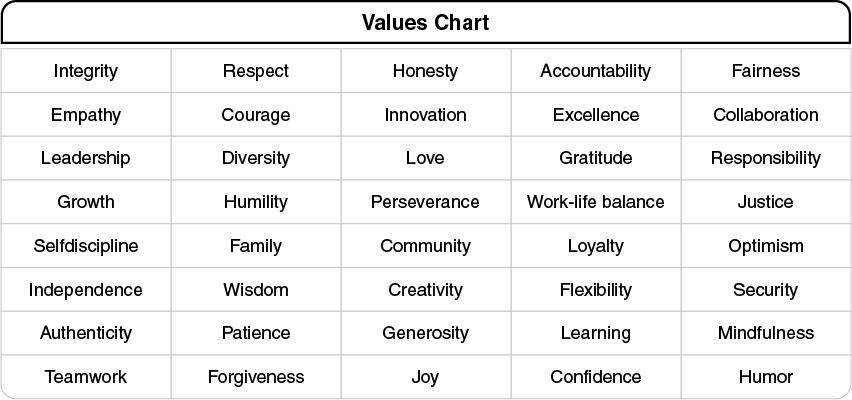 Values Chart
Integrity Respect Honesty Accountability Fairness
Empathy Courage Innovation Excellence Collaboration
Leadership Diversity Love Gratitude Responsibility
Growth Humility Perseverance Work-life balance Justice
Selfdiscipline Family Community Loyalty Optimism
Independence Wisdom Creativity Flexibility Security
Authenticity Patience Generosity Learning Mindfulness
Teamwork Forgiveness Joy Confidence Humor